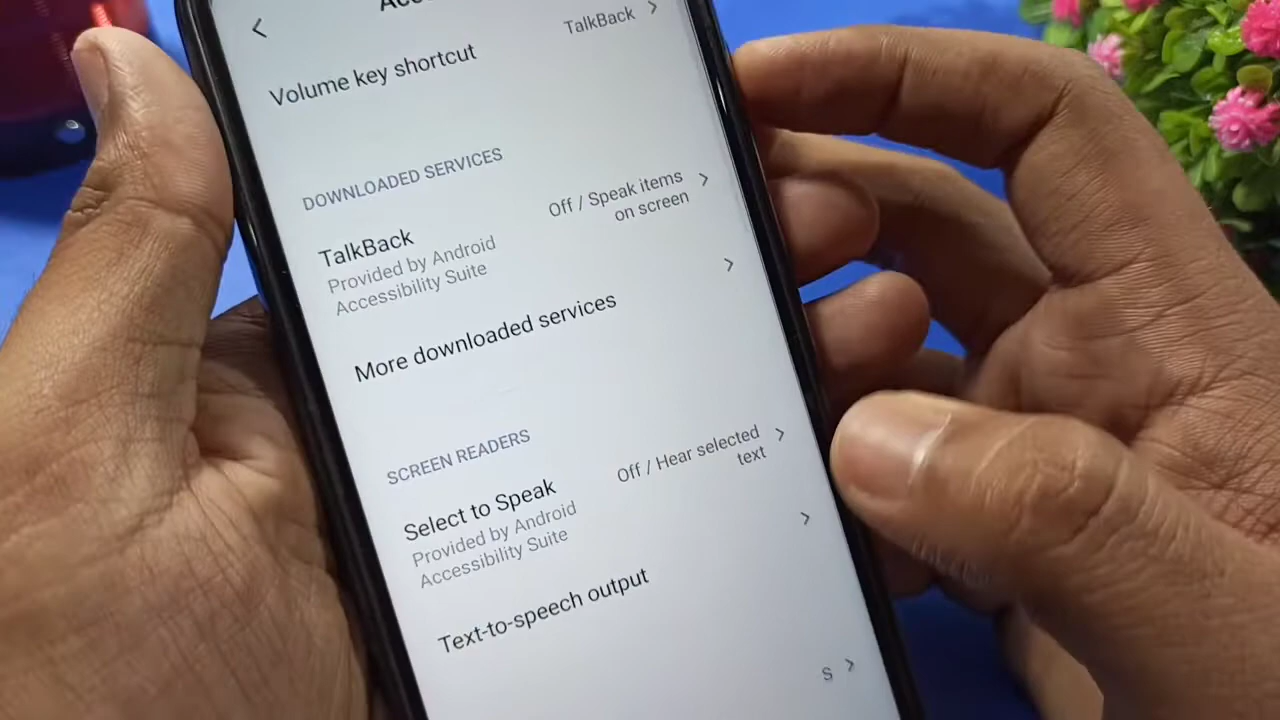 TalkBack
Volume key shortcut
DOWNLOADED SERVICES
TalkBack
Provided by Android
Accessibility Suite
Off / Speak items
on screen
More downloaded services
SCREEN READERS
Select to Speak
Provided by Android
Accessibility Suite
Off / Hear selected
text
Text-to-speech output